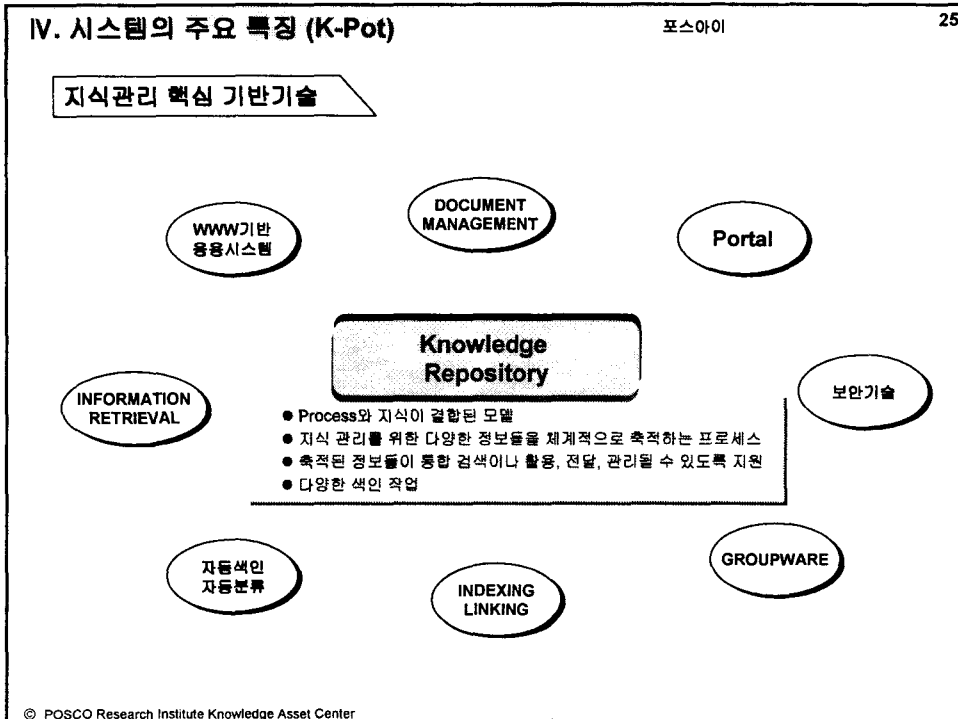 Ⅳ. 시스템의 주요 특징 (K-Pot)
포스아이
25
지식관리 핵심 기반기술
DOCUMENT
MANAGEMENT
WWW기반
응용시스템
Portal
Knowledge
Repository
INFORMATION
RETRIEVAL
보안기술
● Process와 지식이 결합된 모델
● 지식 관리를 위한 다양한 정보들을 체계적으로 축적하는 프로세스
● 축적된 정보들이 통합 검색이나 활용, 전달, 관리될 수 있도록 지원
● 다양한 색인 작업
자동색인
자동분류
INDEXING
LINKING
GROUPWARE
© POSCO Research Institute Knowledge Asset Center